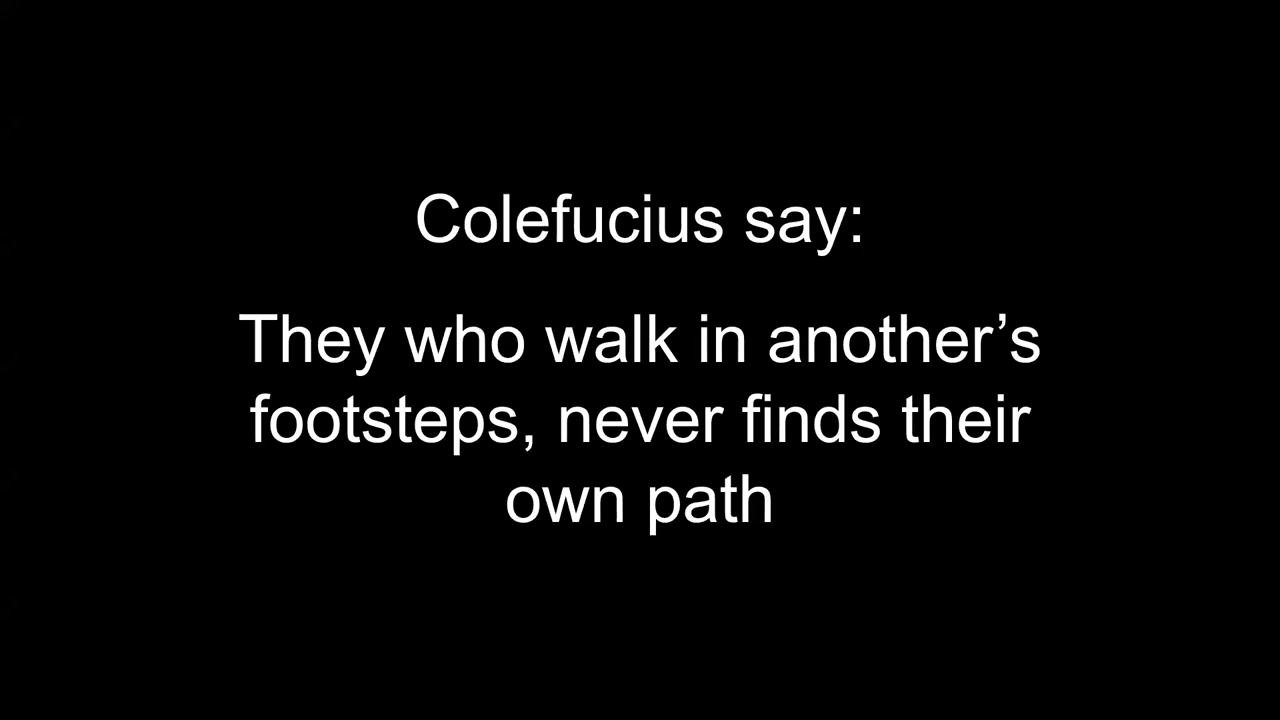 Colefucius say:
They who walk in another’s
footsteps, never finds their
own path